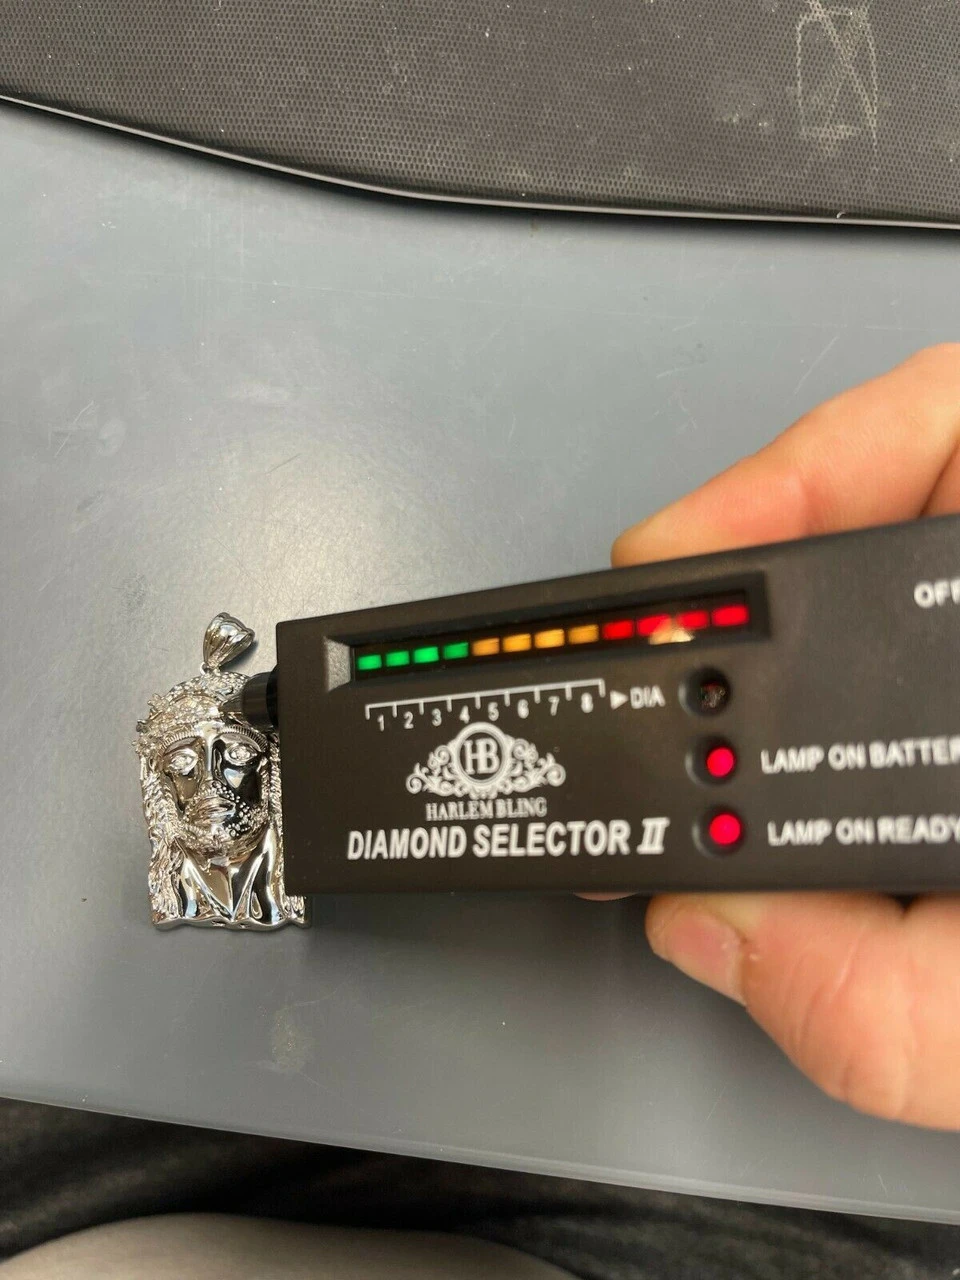 OFF
1 2 3 4 5 6 7 8 ►DIA
LAMP ON BATTER
HB
HARLEM BLING
LAMP ON READY
DIAMOND SELECTOR II